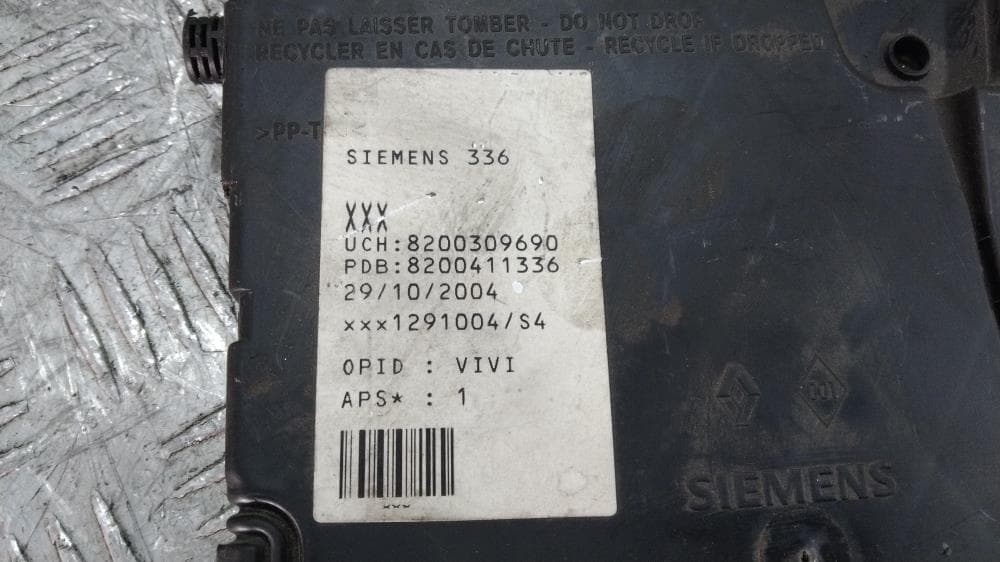 NE PAS LAISSER TOMBER - DO NOT DROP
RECYCLER EN CAS DE CHUTE - RECYCLE IF DROPPED
>PP-T
SIEMENS 336
XXX
UCH:8200309690
PDB:8200411336
29/10/2004
xxx1291004/S4
OPID : VIVI
APS* : 1
001
SIEMENS